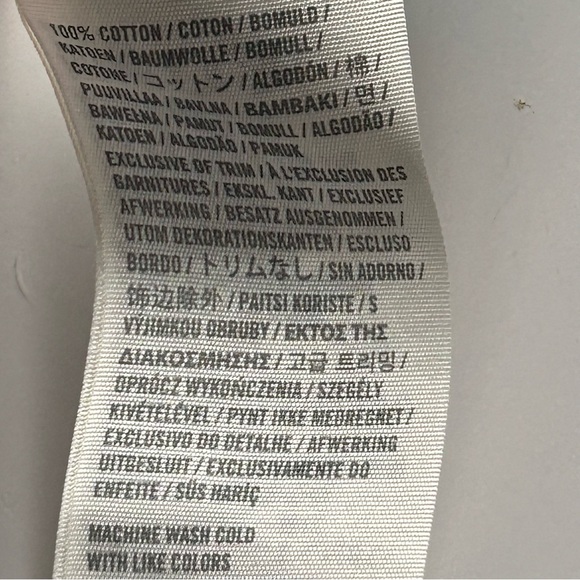 100% COTTON / COTON / BOMULD /
KATOEN / BAUMWOLLE / BOMULL /
COTONE / コットン / ALGODÓN / 棉 /
PUUVILLAA / BAVLNA / BAMBAKI / 면 /
BAWEŁNA / PAMUT / BOMULL / ALGODÃO /
KATOEN / ALGODÃO / PAMUK
EXCLUSIVE OF TRIM / À L'EXCLUSION DES
GARNITURES / EKSKL. KANT / EXCLUSIEF
AFWERKING / BESATZ AUSGENOMMEN /
UTOM DEKORATIONSKANTEN / ESCLUSO
BORDO / トリムなし / SIN ADORNO /
饰边除外 / PAITSI KORISTE / S
VÝJIMKOU OBRUBY / ΕΚΤΟΣ ΤΗΣ
ΔΙΑΚΟΣΜΗΣΗΣ / 고급 트리밍 /
OPRÓCZ WYKOŃCZENIA / SZEGÉLY
KIVÉTELÉVEL / PYNT IKKE MEDREGNET /
EXCLUSIVO DO DETALHE / AFWERKING
UITBESLUIT / EXCLUSIVAMENTE DO
ENFEITE / SÜS HARİÇ
MACHINE WASH COLD
WITH LIKE COLORS